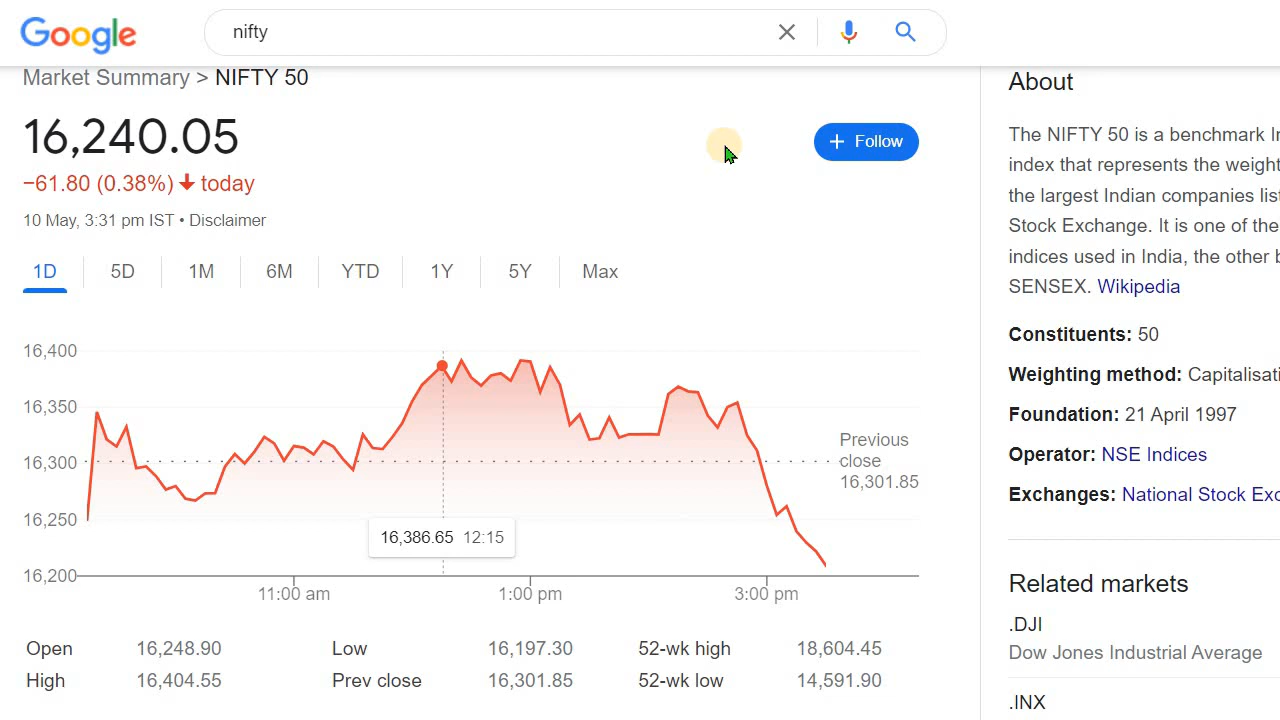 Google
nifty
Market Summary > NIFTY 50
16,240.05
−61.80 (0.38%) today
10 May, 3:31 pm IST • Disclaimer
+ Follow
1D 5D 1M 6M YTD 1Y 5Y Max
16,400
16,350
16,300
16,250
16,200
Previous
close
16,301.85
16,386.65 12:15
11:00 am 1:00 pm 3:00 pm
Open 16,248.90 Low 16,197.30 52-wk high 18,604.45
High 16,404.55 Prev close 16,301.85 52-wk low 14,591.90
About
The NIFTY 50 is a benchmark
index that represents the
the largest Indian companies
Stock Exchange. It is one of the
indices used in India, the other
SENSEX. Wikipedia
Constituents: 50
Weighting method:
Foundation: 21 April 1997
Operator: NSE Indices
Exchanges: National Stock
Related markets
.DJI
Dow Jones Industrial Average
.INX